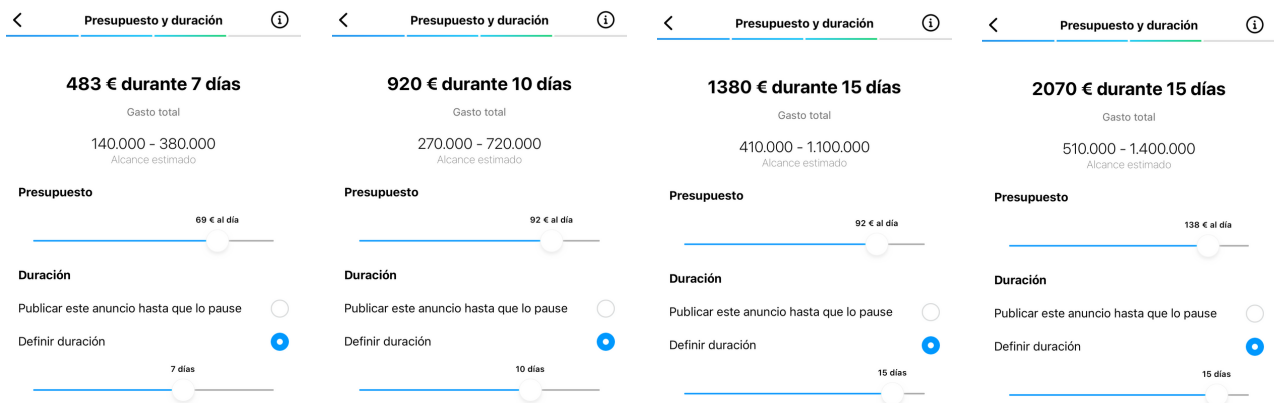 Presupuesto y duración
483 € durante 7 días
Gasto total
140.000 - 380.000
Alcance estimado
Presupuesto
69 € al día
Duración
Publicar este anuncio hasta que lo pause
Definir duración
7 días
Presupuesto y duración
920 € durante 10 días
Gasto total
270.000 - 720.000
Alcance estimado
Presupuesto
92 € al día
Duración
Publicar este anuncio hasta que lo pause
Definir duración
10 días
Presupuesto y duración
1380 € durante 15 días
Gasto total
410.000 - 1.100.000
Alcance estimado
Presupuesto
92 € al día
Duración
Publicar este anuncio hasta que lo pause
Definir duración
15 días
Presupuesto y duración
2070 € durante 15 días
Gasto total
510.000 - 1.400.000
Alcance estimado
Presupuesto
138 € al día
Duración
Publicar este anuncio hasta que lo pause
Definir duración
15 días